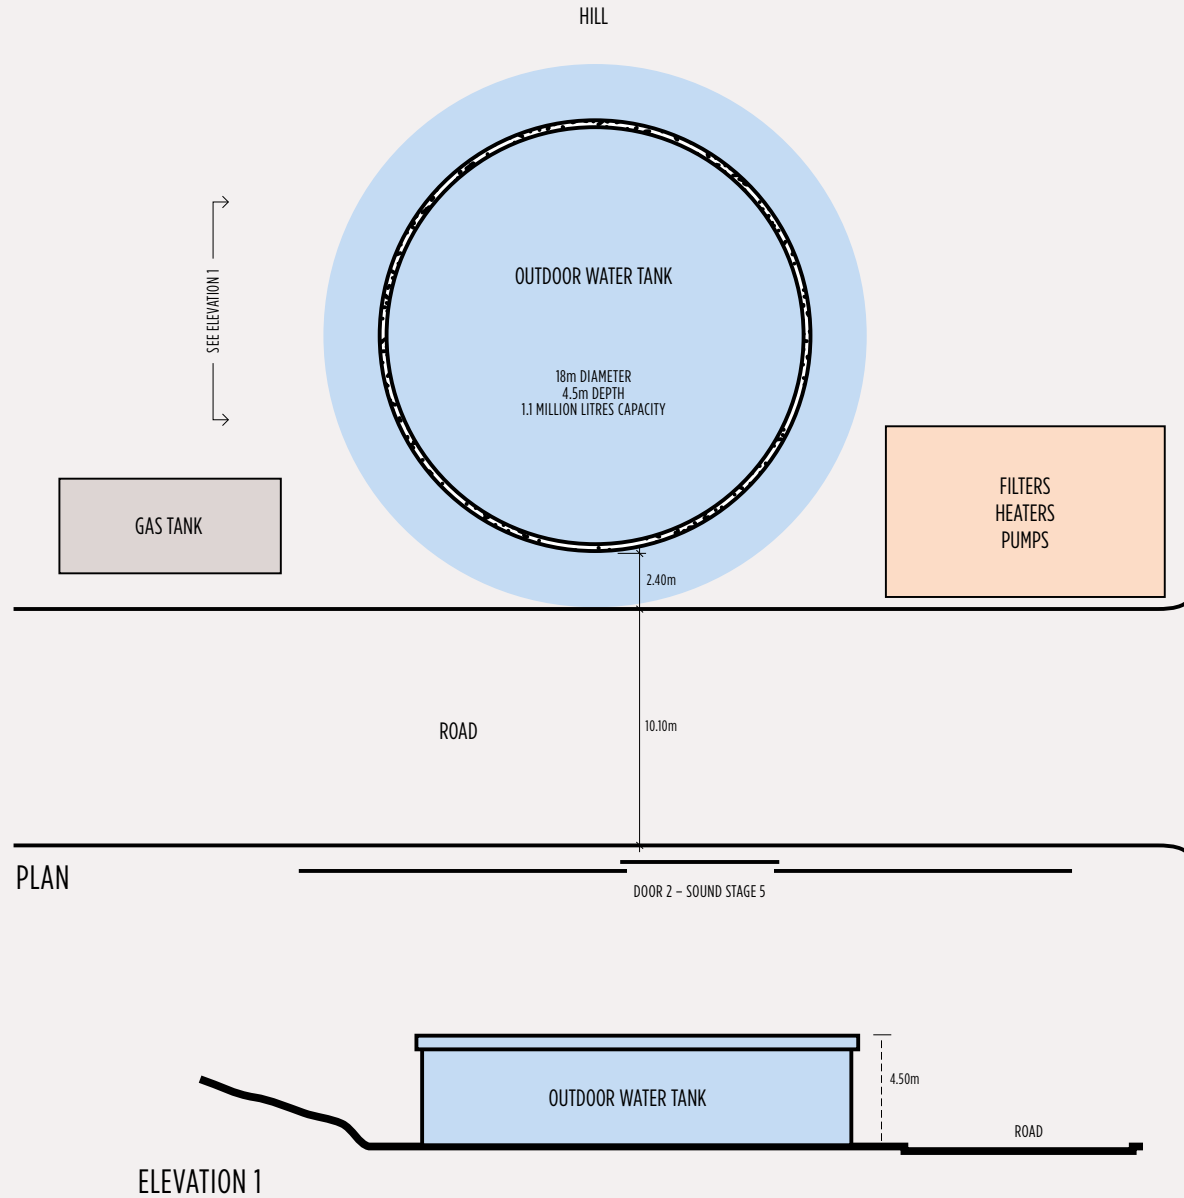 HILL
SEE ELEVATION 1
OUTDOOR WATER TANK
18m DIAMETER
4.5m DEPTH
1.1 MILLION LITRES CAPACITY
GAS TANK
FILTERS
HEATERS
PUMPS
2.40m
ROAD
10.10m
PLAN
DOOR 2 – SOUND STAGE 5
OUTDOOR WATER TANK
4.50m
ROAD
ELEVATION 1